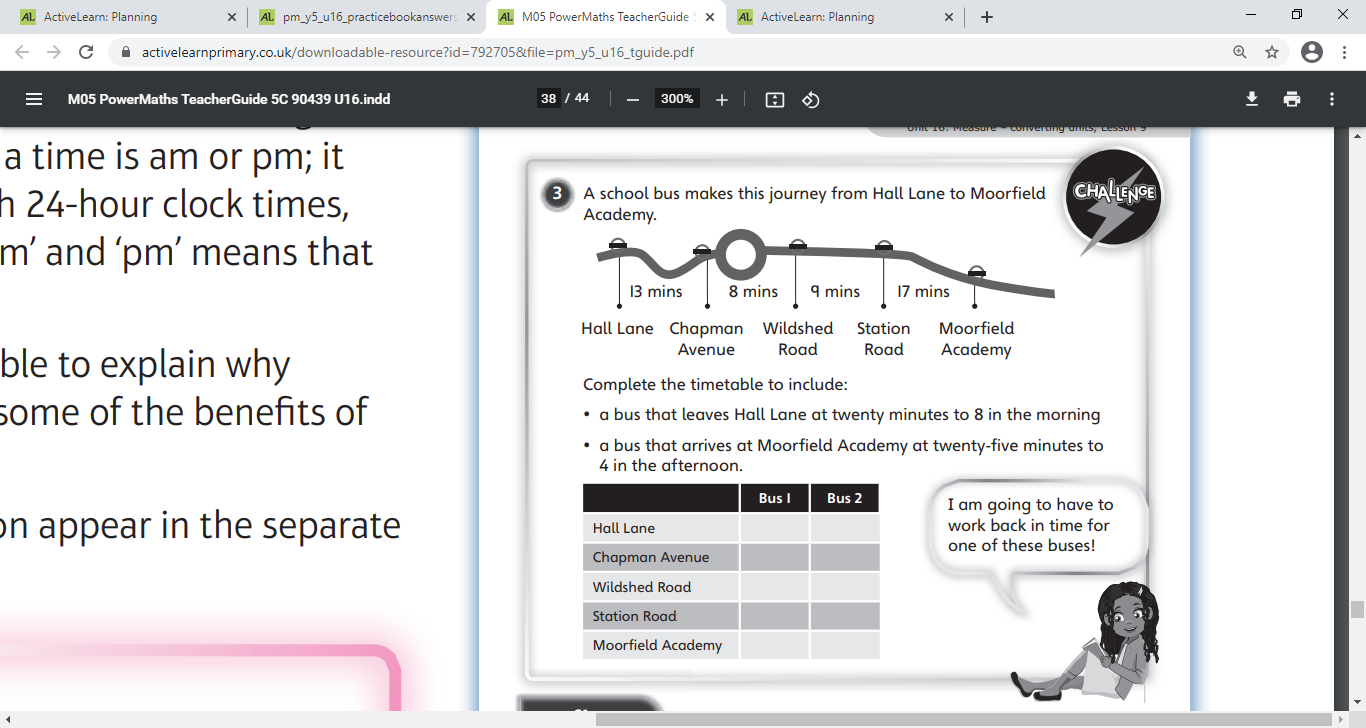 ActiveLearn: Planning
pm_y5_u16_practicebookanswers
M05 PowerMaths TeacherGuide 5
ActiveLearn: Planning
activelearnprimary.co.uk/downloadable-resource?id=792705&file=pm_y5_u16_tguide.pdf
M05 PowerMaths TeacherGuide 5C 90439 U16.indd
38 / 44
300%
Unit 16: Measure – converting units, Lesson 9
a time is am or pm; it
h 24-hour clock times,
m’ and ‘pm’ means that
ble to explain why
some of the benefits of
on appear in the separate
CHALLENGE
3 A school bus makes this journey from Hall Lane to Moorfield
Academy.
13 mins 8 mins 9 mins 17 mins
Hall Lane Chapman Wildshed Station Moorfield
Avenue Road Road Academy
Complete the timetable to include:
• a bus that leaves Hall Lane at twenty minutes to 8 in the morning
• a bus that arrives at Moorfield Academy at twenty-five minutes to
4 in the afternoon.
Bus 1 Bus 2
Hall Lane
Chapman Avenue
Wildshed Road
Station Road
Moorfield Academy
I am going to have to
work back in time for
one of these buses!